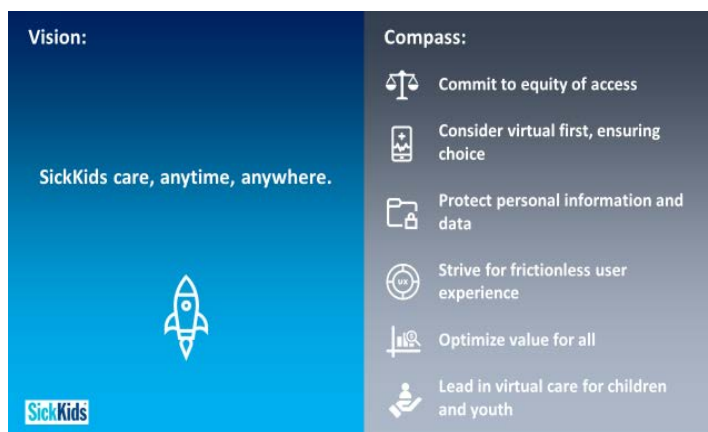 Vision:
SickKids care, anytime, anywhere.
SickKids
Compass:
Commit to equity of access
Consider virtual first, ensuring
choice
Protect personal information and
data
UX
Strive for frictionless user
experience
Optimize value for all
Lead in virtual care for children
and youth